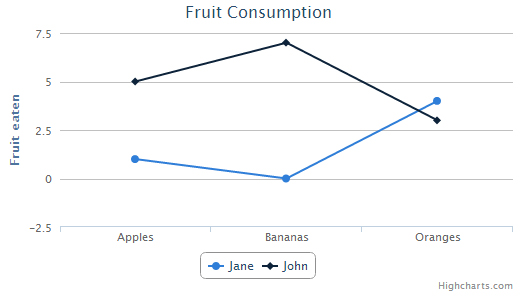 Fruit Consumption
7.5
5
2.5
0
−2.5
Fruit eaten
Apples Bananas Oranges
Jane John
Highcharts.com